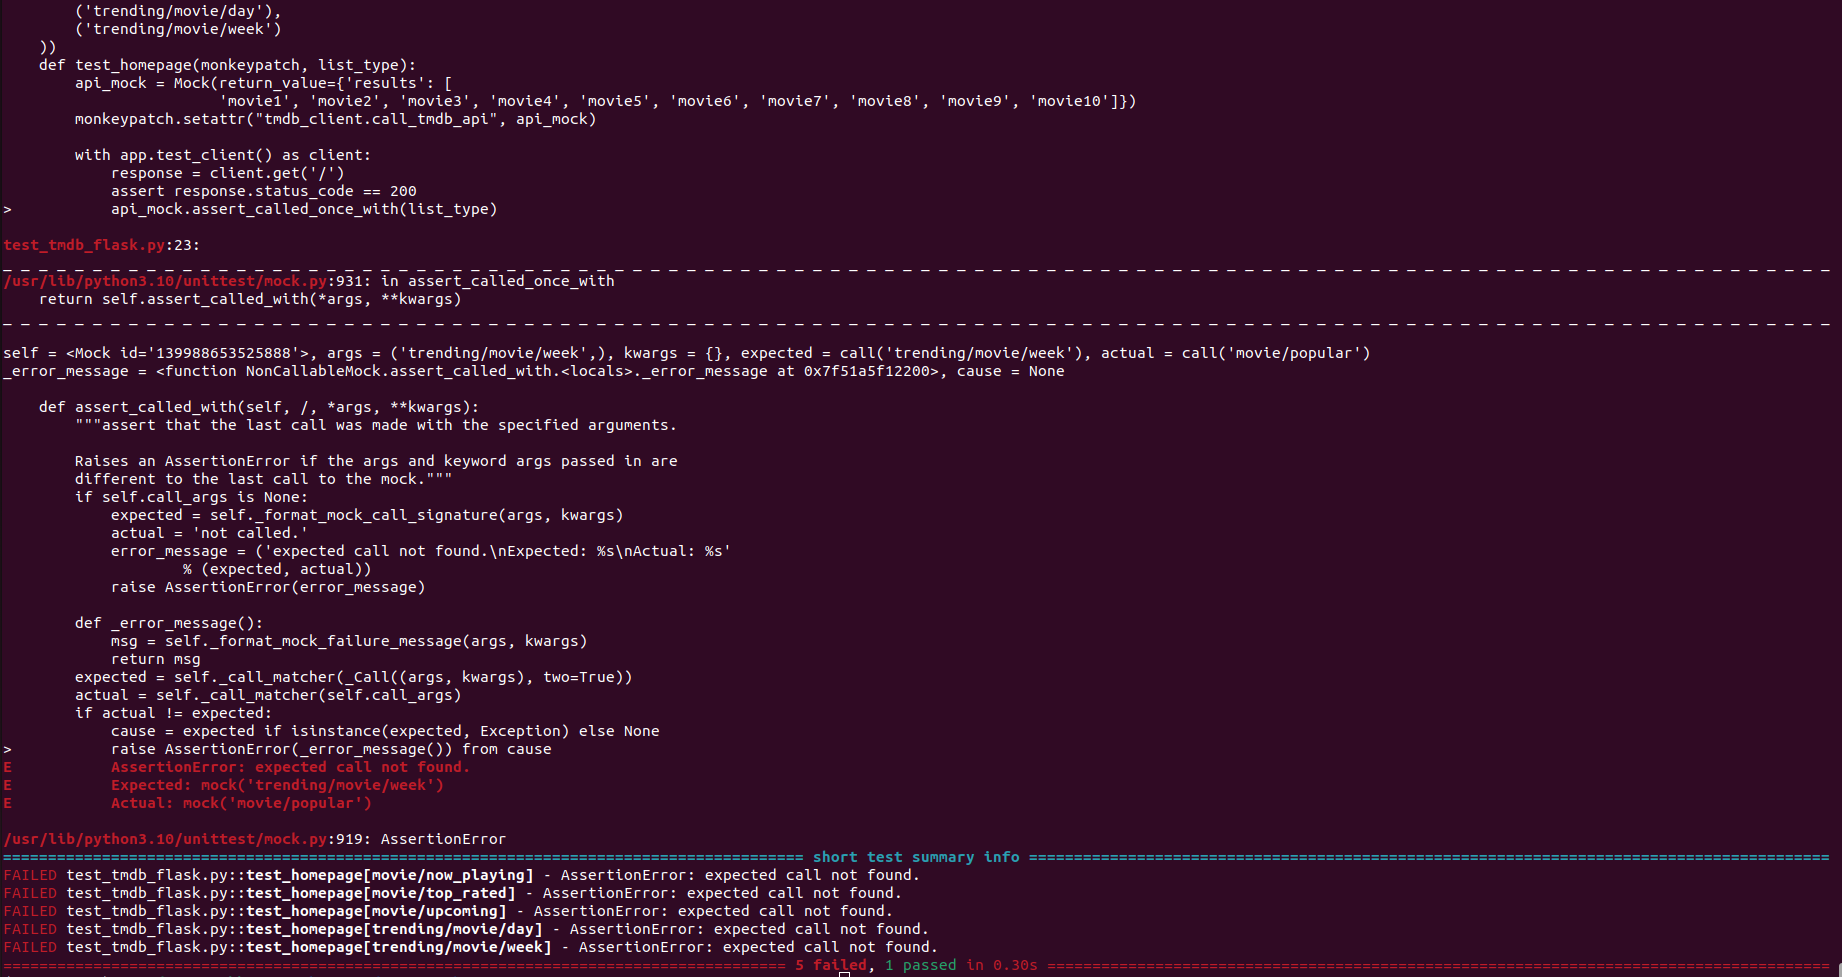 ('trending/movie/day'),
        ('trending/movie/week')
    ))
    def test_homepage(monkeypatch, list_type):
        api_mock = Mock(return_value={'results': [
                        'movie1', 'movie2', 'movie3', 'movie4', 'movie5', 'movie6', 'movie7', 'movie8', 'movie9', 'movie10']})
        monkeypatch.setattr("tmdb_client.call_tmdb_api", api_mock)

        with app.test_client() as client:
            response = client.get('/')
            assert response.status_code == 200
>           api_mock.assert_called_once_with(list_type)

test_tmdb_flask.py:23:
_ _ _ _ _ _ _ _ _ _ _ _ _ _ _ _ _ _ _ _ _ _ _ _ _ _ _ _ _ _ _ _ _ _ _ _ _ _ _ _ _ _ _ _ _ _ _ _ _ _ _ _ _ _ _ _ _ _ _ _ _ _ _ _ _ _ _ _ _ _ _ _ _ _ _ _ _ _ _ _ _ _ _ _ _ _ _ _ _ _ _ _ _ _ _ _ _ _ _ _ _ _
/usr/lib/python3.10/unittest/mock.py:931: in assert_called_once_with
    return self.assert_called_with(*args, **kwargs)
_ _ _ _ _ _ _ _ _ _ _ _ _ _ _ _ _ _ _ _ _ _ _ _ _ _ _ _ _ _ _ _ _ _ _ _ _ _ _ _ _ _ _ _ _ _ _ _ _ _ _ _ _ _ _ _ _ _ _ _ _ _ _ _ _ _ _ _ _ _ _ _ _ _ _ _ _ _ _ _ _ _ _ _ _ _ _ _ _ _ _ _ _ _ _ _ _ _ _ _ _ _

self = <Mock id='139988653525888'>, args = ('trending/movie/week',), kwargs = {}, expected = call('trending/movie/week'), actual = call('movie/popular')
_error_message = <function NonCallableMock.assert_called_with.<locals>._error_message at 0x7f51a5f12200>, cause = None

    def assert_called_with(self, /, *args, **kwargs):
        """assert that the last call was made with the specified arguments.

        Raises an AssertionError if the args and keyword args passed in are
        different to the last call to the mock."""
        if self.call_args is None:
            expected = self._format_mock_call_signature(args, kwargs)
            actual = 'not called.'
            error_message = ('expected call not found.\nExpected: %s\nActual: %s'
                    % (expected, actual))
            raise AssertionError(error_message)

        def _error_message():
            msg = self._format_mock_failure_message(args, kwargs)
            return msg
        expected = self._call_matcher(_Call((args, kwargs), two=True))
        actual = self._call_matcher(self.call_args)
        if actual != expected:
            cause = expected if isinstance(expected, Exception) else None
>           raise AssertionError(_error_message()) from cause
E           AssertionError: expected call not found.
E           Expected: mock('trending/movie/week')
E           Actual: mock('movie/popular')

/usr/lib/python3.10/unittest/mock.py:919: AssertionError
========================================================================================= short test summary info =========================================================================================
FAILED test_tmdb_flask.py::test_homepage[movie/now_playing] - AssertionError: expected call not found.
FAILED test_tmdb_flask.py::test_homepage[movie/top_rated] - AssertionError: expected call not found.
FAILED test_tmdb_flask.py::test_homepage[movie/upcoming] - AssertionError: expected call not found.
FAILED test_tmdb_flask.py::test_homepage[trending/movie/day] - AssertionError: expected call not found.
FAILED test_tmdb_flask.py::test_homepage[trending/movie/week] - AssertionError: expected call not found.
======================================================================================= 5 failed, 1 passed in 0.30s =======================================================================================